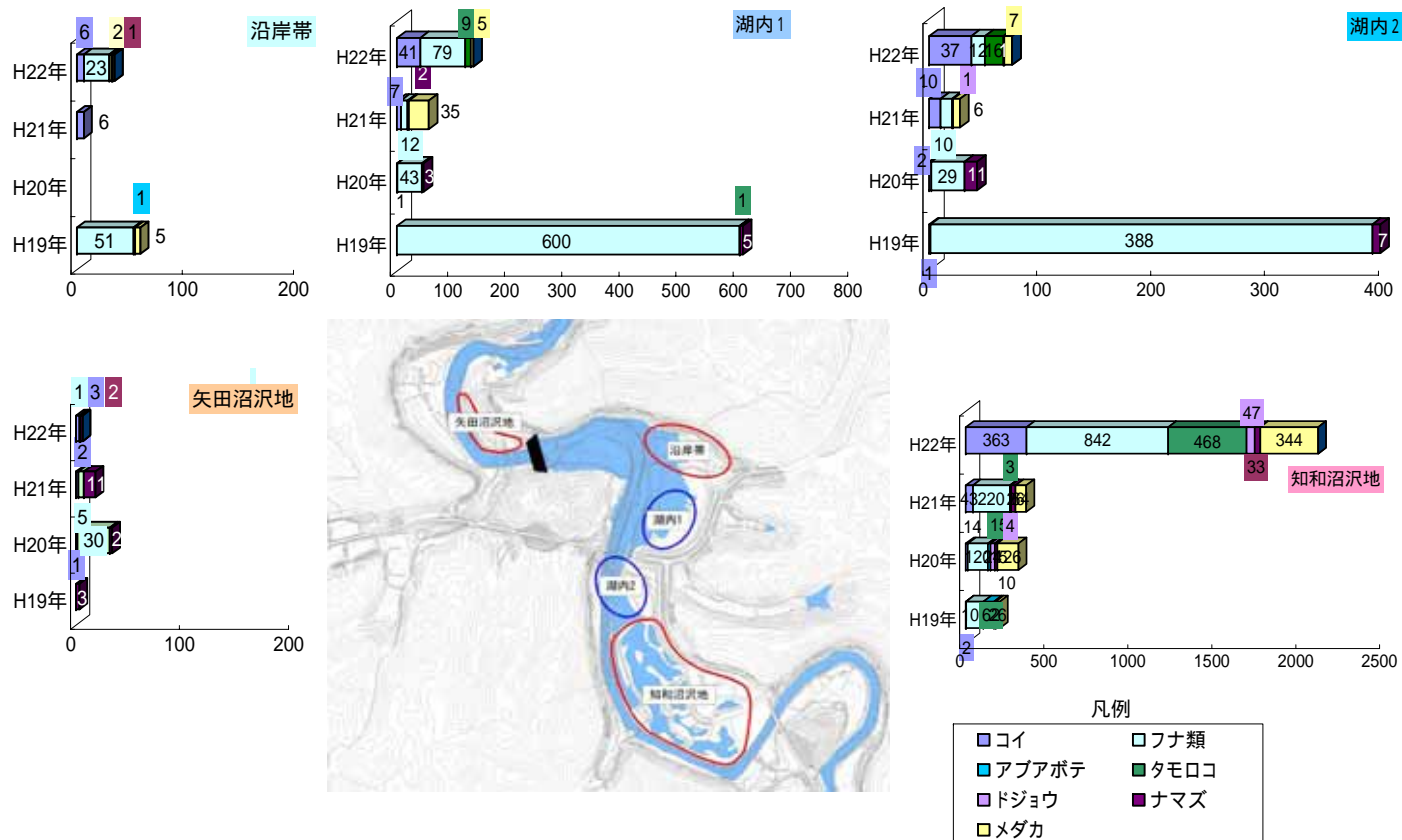 沿岸帯
6 2 1
H22年 23
H21年 6
H20年
1
H19年 51 5
0 100 200
湖内1
9 5
H22年 41 79
2
7
H21年 35
12
H20年 43 3
1
1
H19年 600 5
0 100 200 300 400 500 600 700 800
湖内2
7
H22年 37 12 16 1
10 1
H21年 6
10
2
H20年 29 11
H19年 388 7
1
0 100 200 300 400
矢田沼沢地
1 3 2
H22年
2
H21年 11
5
H20年 30 2
1
H19年 3
0 100 200
矢田沼沢地
沿岸帯
湖内1
湖内2
知和沼沢地
47
H22年 363 842 468 344
33
知和沼沢地
3
H21年 43 220
14 15 4
H20年 120 126
10
H19年
2
0 500 1000 1500 2000 2500
凡例
コイ フナ類
アブアボテ タモロコ
ドジョウ ナマズ
メダカ